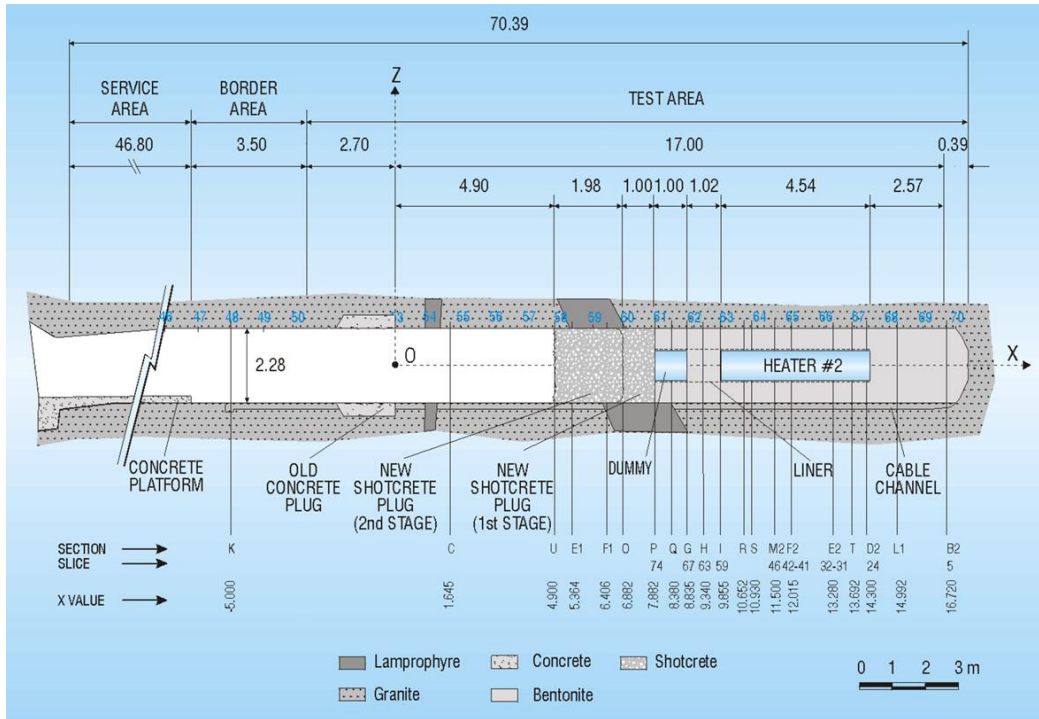 70.39
SERVICE AREA
BORDER AREA
Z
TEST AREA
46.80 3.50 2.70 17.00 0.39
4.90 1.98 1.00 1.00 1.02 4.54 2.57
46 47 48 49 50 53 54 55 56 57 58 59 60 61 62 63 64 65 66 67 68 69 70
2.28 O HEATER #2 X
CONCRETE PLATFORM
OLD CONCRETE PLUG
NEW SHOTCRETE PLUG (2nd STAGE)
NEW SHOTCRETE PLUG (1st STAGE)
DUMMY
LINER
CABLE CHANNEL
SECTION K C U E1 F1 O P Q G H I R S M2 F2 E2 T D2 L1 B2
SLICE 74 67 63 59 46 42-41 32-31 24 5
X VALUE -5.000 1.645 4.900 5.364 6.406 6.882 7.882 8.380 8.835 9.340 9.855 10.652 10.930 11.500 12.015 13.280 13.692 14.300 14.992 16.720
Lamprophyre Concrete Shotcrete
Granite Bentonite
0 1 2 3 m